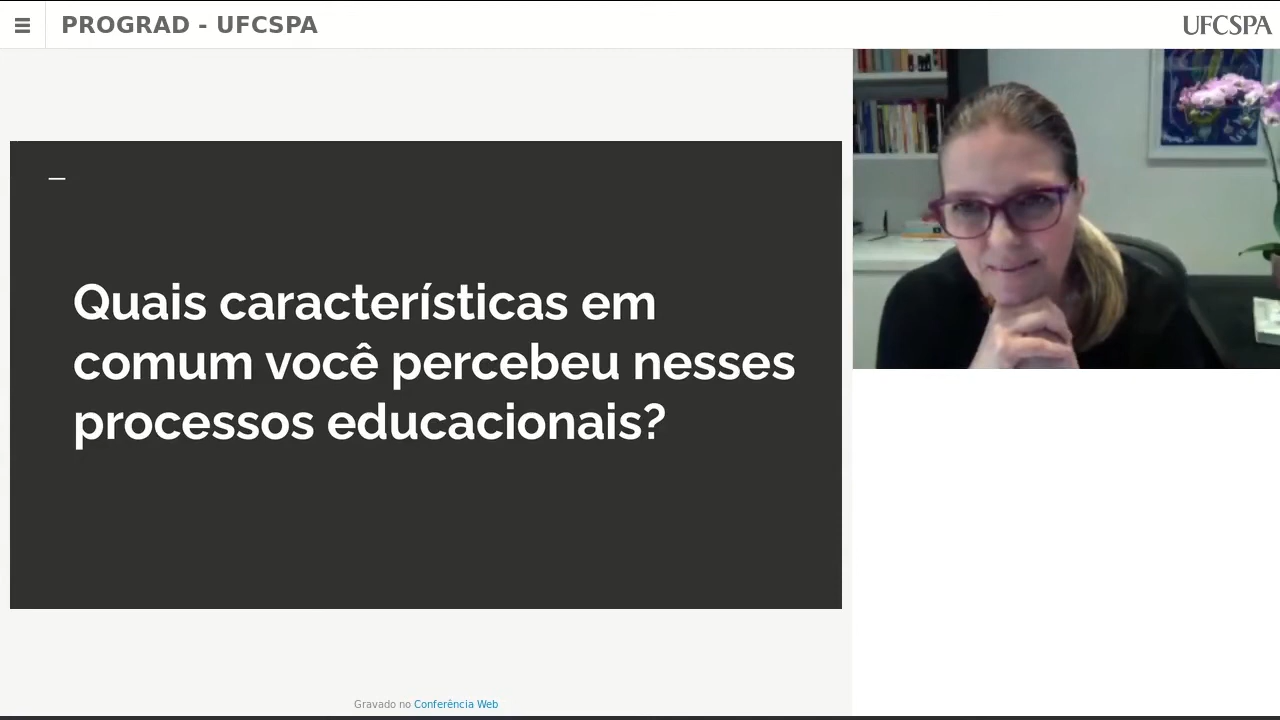 PROGRAD - UFCSPA
UFCSPA
Quais características em
comum você percebeu nesses
processos educacionais?
Gravado no Conferência Web